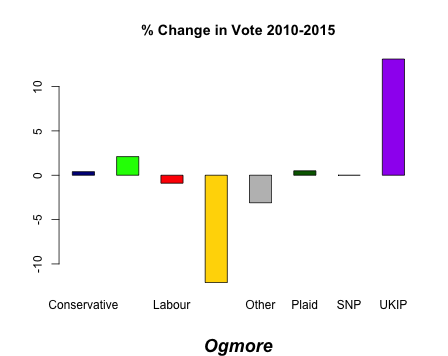 % Change in Vote 2010-2015
10
5
0
-5
-10
Conservative Labour Other Plaid SNP UKIP
Ogmore